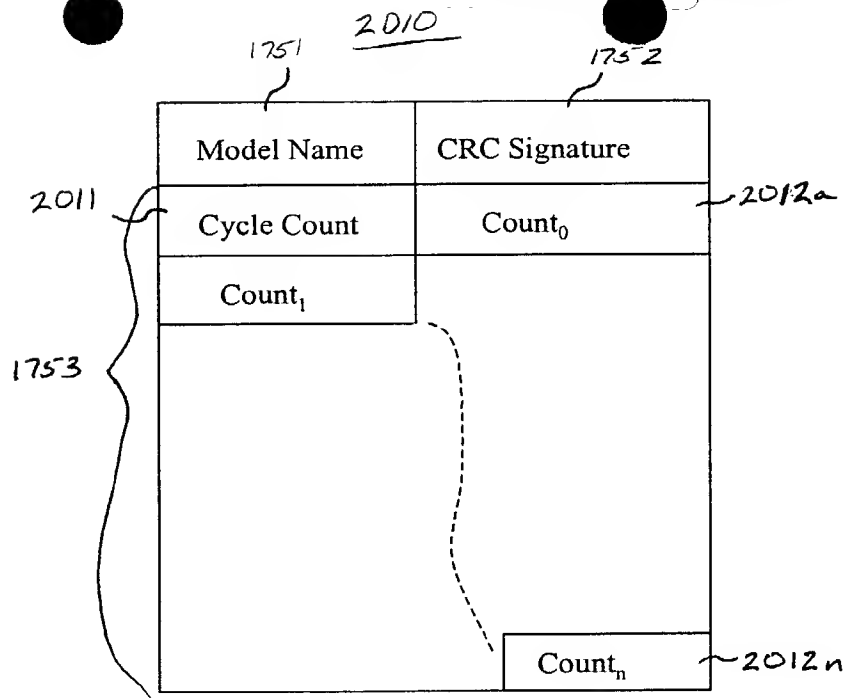 2010
1751 1752
Model Name CRC Signature
2011 Cycle Count Count₀ 2012a
Count₁
1753
Countₙ 2012n